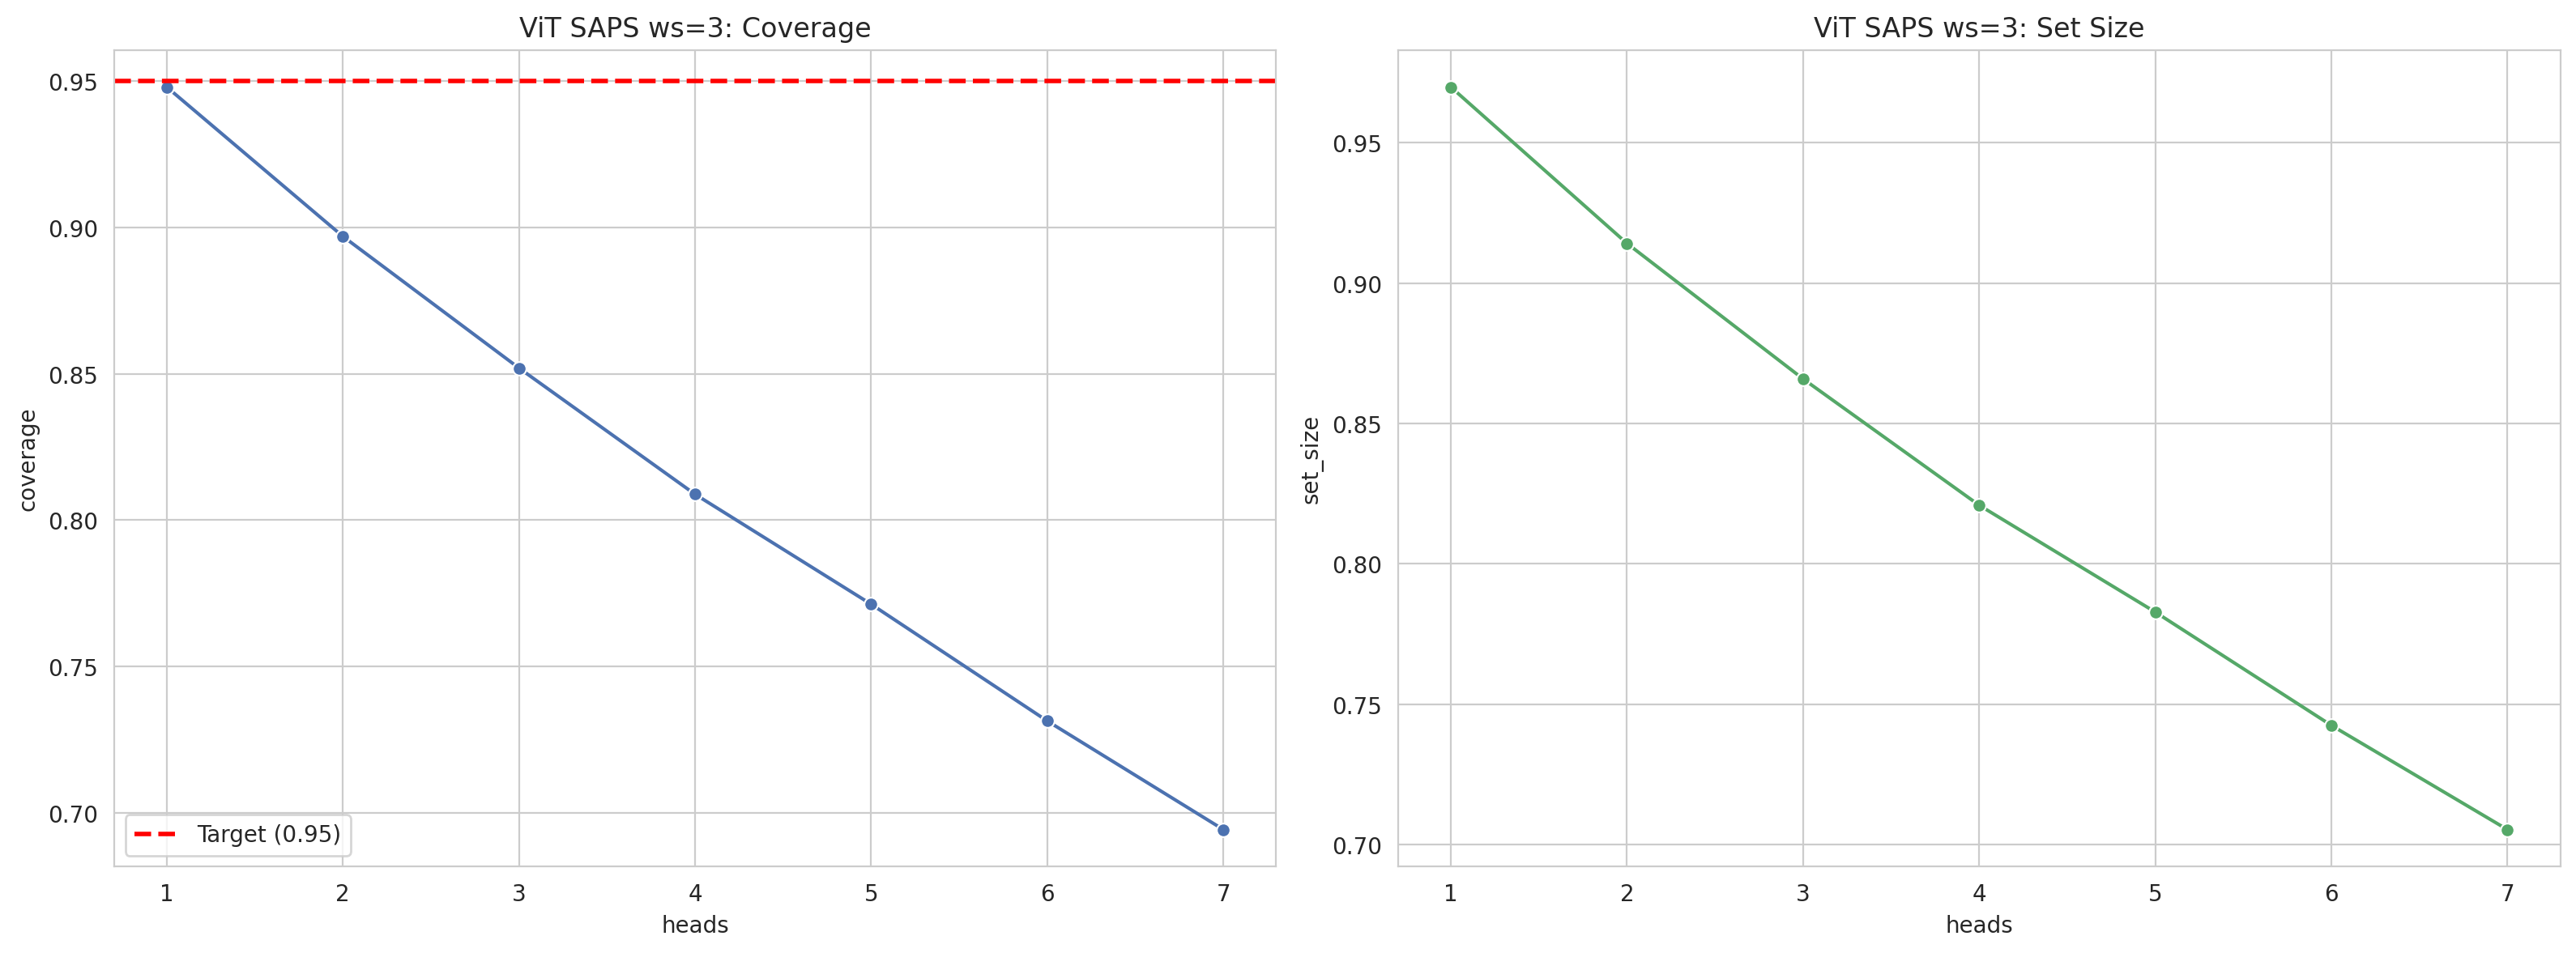 ViT SAPS ws=3: Coverage
coverage
0.95
0.90
0.85
0.80
0.75
0.70
Target (0.95)
1 2 3 4 5 6 7
heads
ViT SAPS ws=3: Set Size
set_size
0.95
0.90
0.85
0.80
0.75
0.70
1 2 3 4 5 6 7
heads